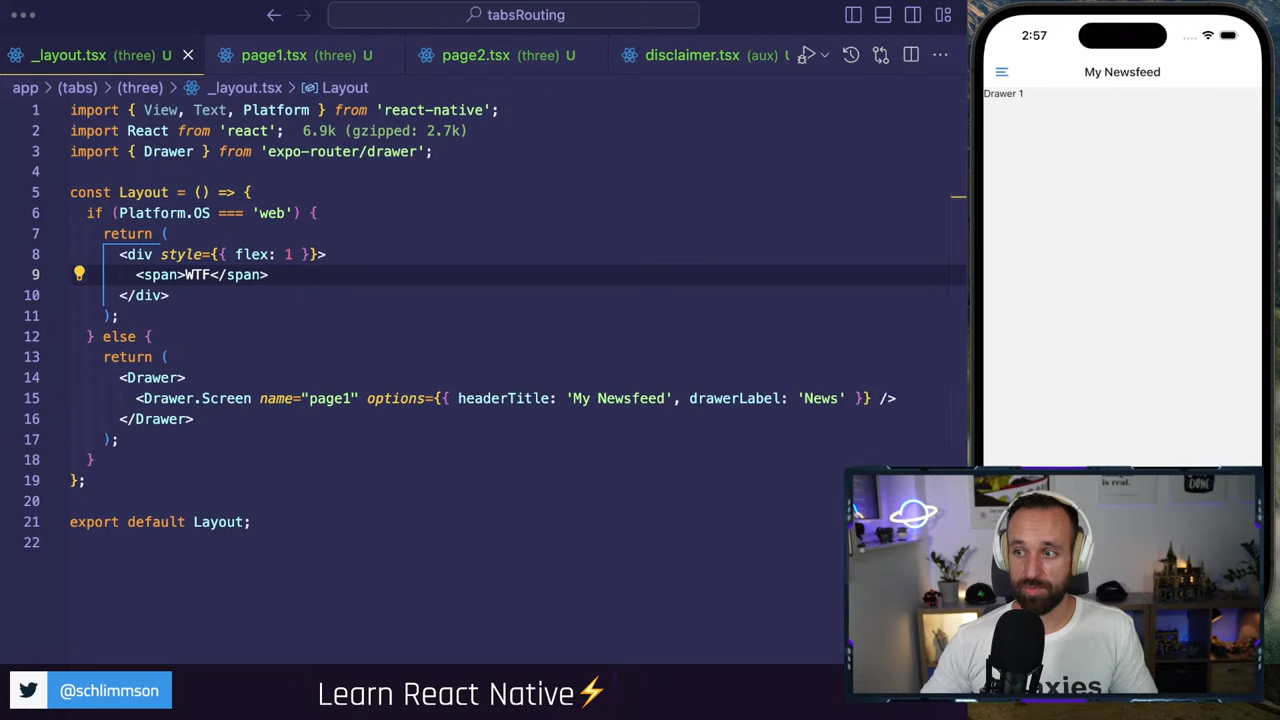 tabsRouting
_layout.tsx (three) U
page1.tsx (three) U
page2.tsx (three) U
disclaimer.tsx (aux) U
app > (tabs) > (three) > _layout.tsx > Layout
1 import { View, Text, Platform } from 'react-native';
2 import React from 'react'; 6.9k (gzipped: 2.7k)
3 import { Drawer } from 'expo-router/drawer';
4
5 const Layout = () => {
6 if (Platform.OS === 'web') {
7 return (
8 <div style={{ flex: 1 }}>
9 <span>WTF</span>
10 </div>
11 );
12 } else {
13 return (
14 <Drawer>
15 <Drawer.Screen name="page1" options={{ headerTitle: 'My Newsfeed', drawerLabel: 'News' }} />
16 </Drawer>
17 );
18 }
19 };
20
21 export default Layout;
22
2:57
My Newsfeed
Drawer 1
is real.
DONE
@schlimmson
Learn React Native⚡